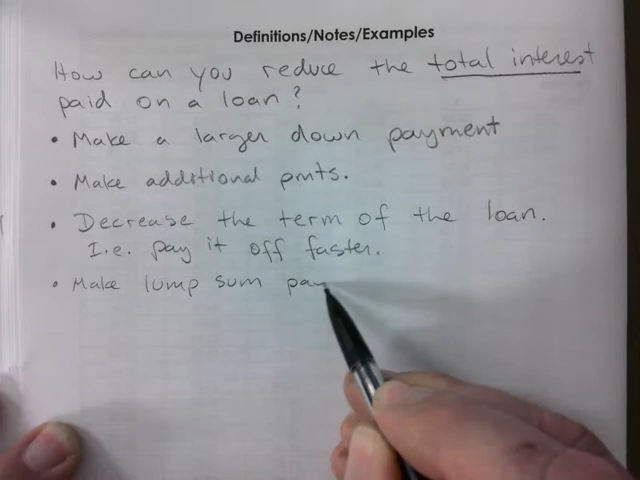 Definitions/Notes/Examples
How can you reduce the total interest
paid on a loan?
• Make a larger down payment
• Make additional pmts.
• Decrease the term of the loan.
I.e. pay it off faster.
• Make lump sum pay